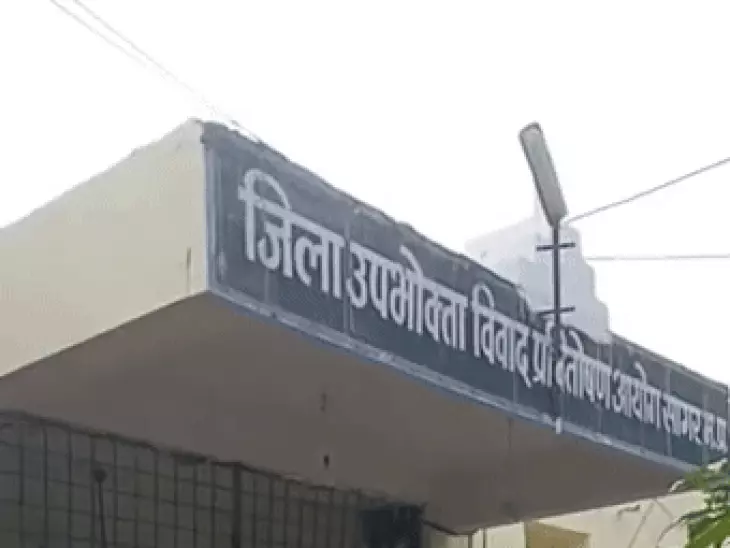 जिला उपभोक्ता विवाद प्रतितोषण आयोग सागर म.प्र